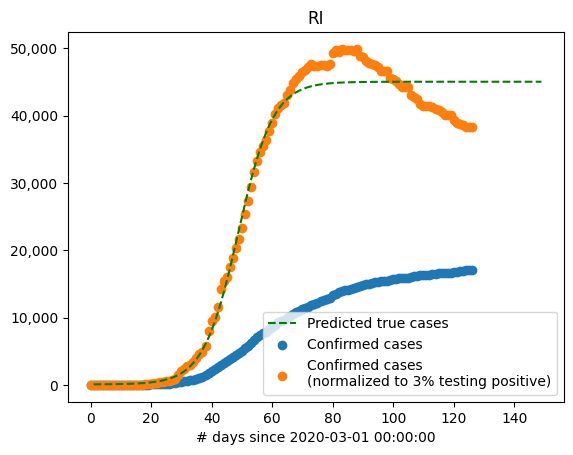 RI
50,000
40,000
30,000
20,000
10,000
0
Predicted true cases
Confirmed cases
Confirmed cases
(normalized to 3% testing positive)
0 20 40 60 80 100 120 140
# days since 2020-03-01 00:00:00